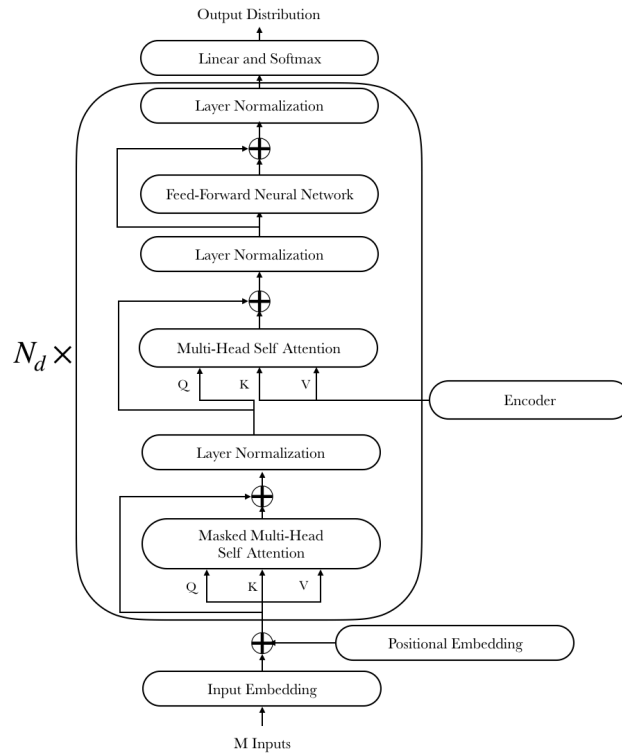 Output Distribution
Linear and Softmax
Layer Normalization
Feed-Forward Neural Network
Layer Normalization
N_d ×
Multi-Head Self Attention
Q K V
Encoder
Layer Normalization
Masked Multi-Head
Self Attention
Q K V
Positional Embedding
Input Embedding
M Inputs